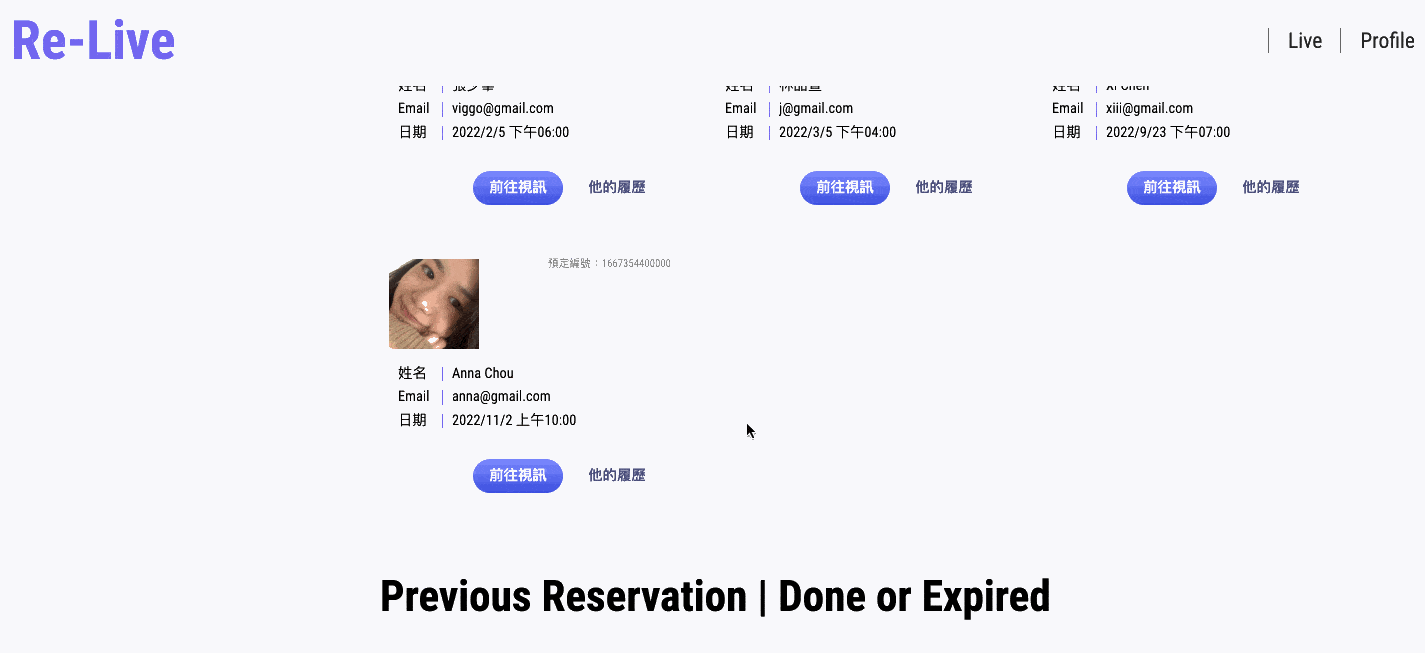 Re-Live
Live
Profile
姓名
姓名
姓名 Xi Chen
Email viggo@gmail.com
Email j@gmail.com
Email xiii@gmail.com
日期 2022/2/5 下午06:00
日期 2022/3/5 下午04:00
日期 2022/9/23 下午07:00
前往視訊 他的履歷
前往視訊 他的履歷
前往視訊 他的履歷
預定編號：1667354400000
姓名 Anna Chou
Email anna@gmail.com
日期 2022/11/2 上午10:00
前往視訊 他的履歷
Previous Reservation | Done or Expired